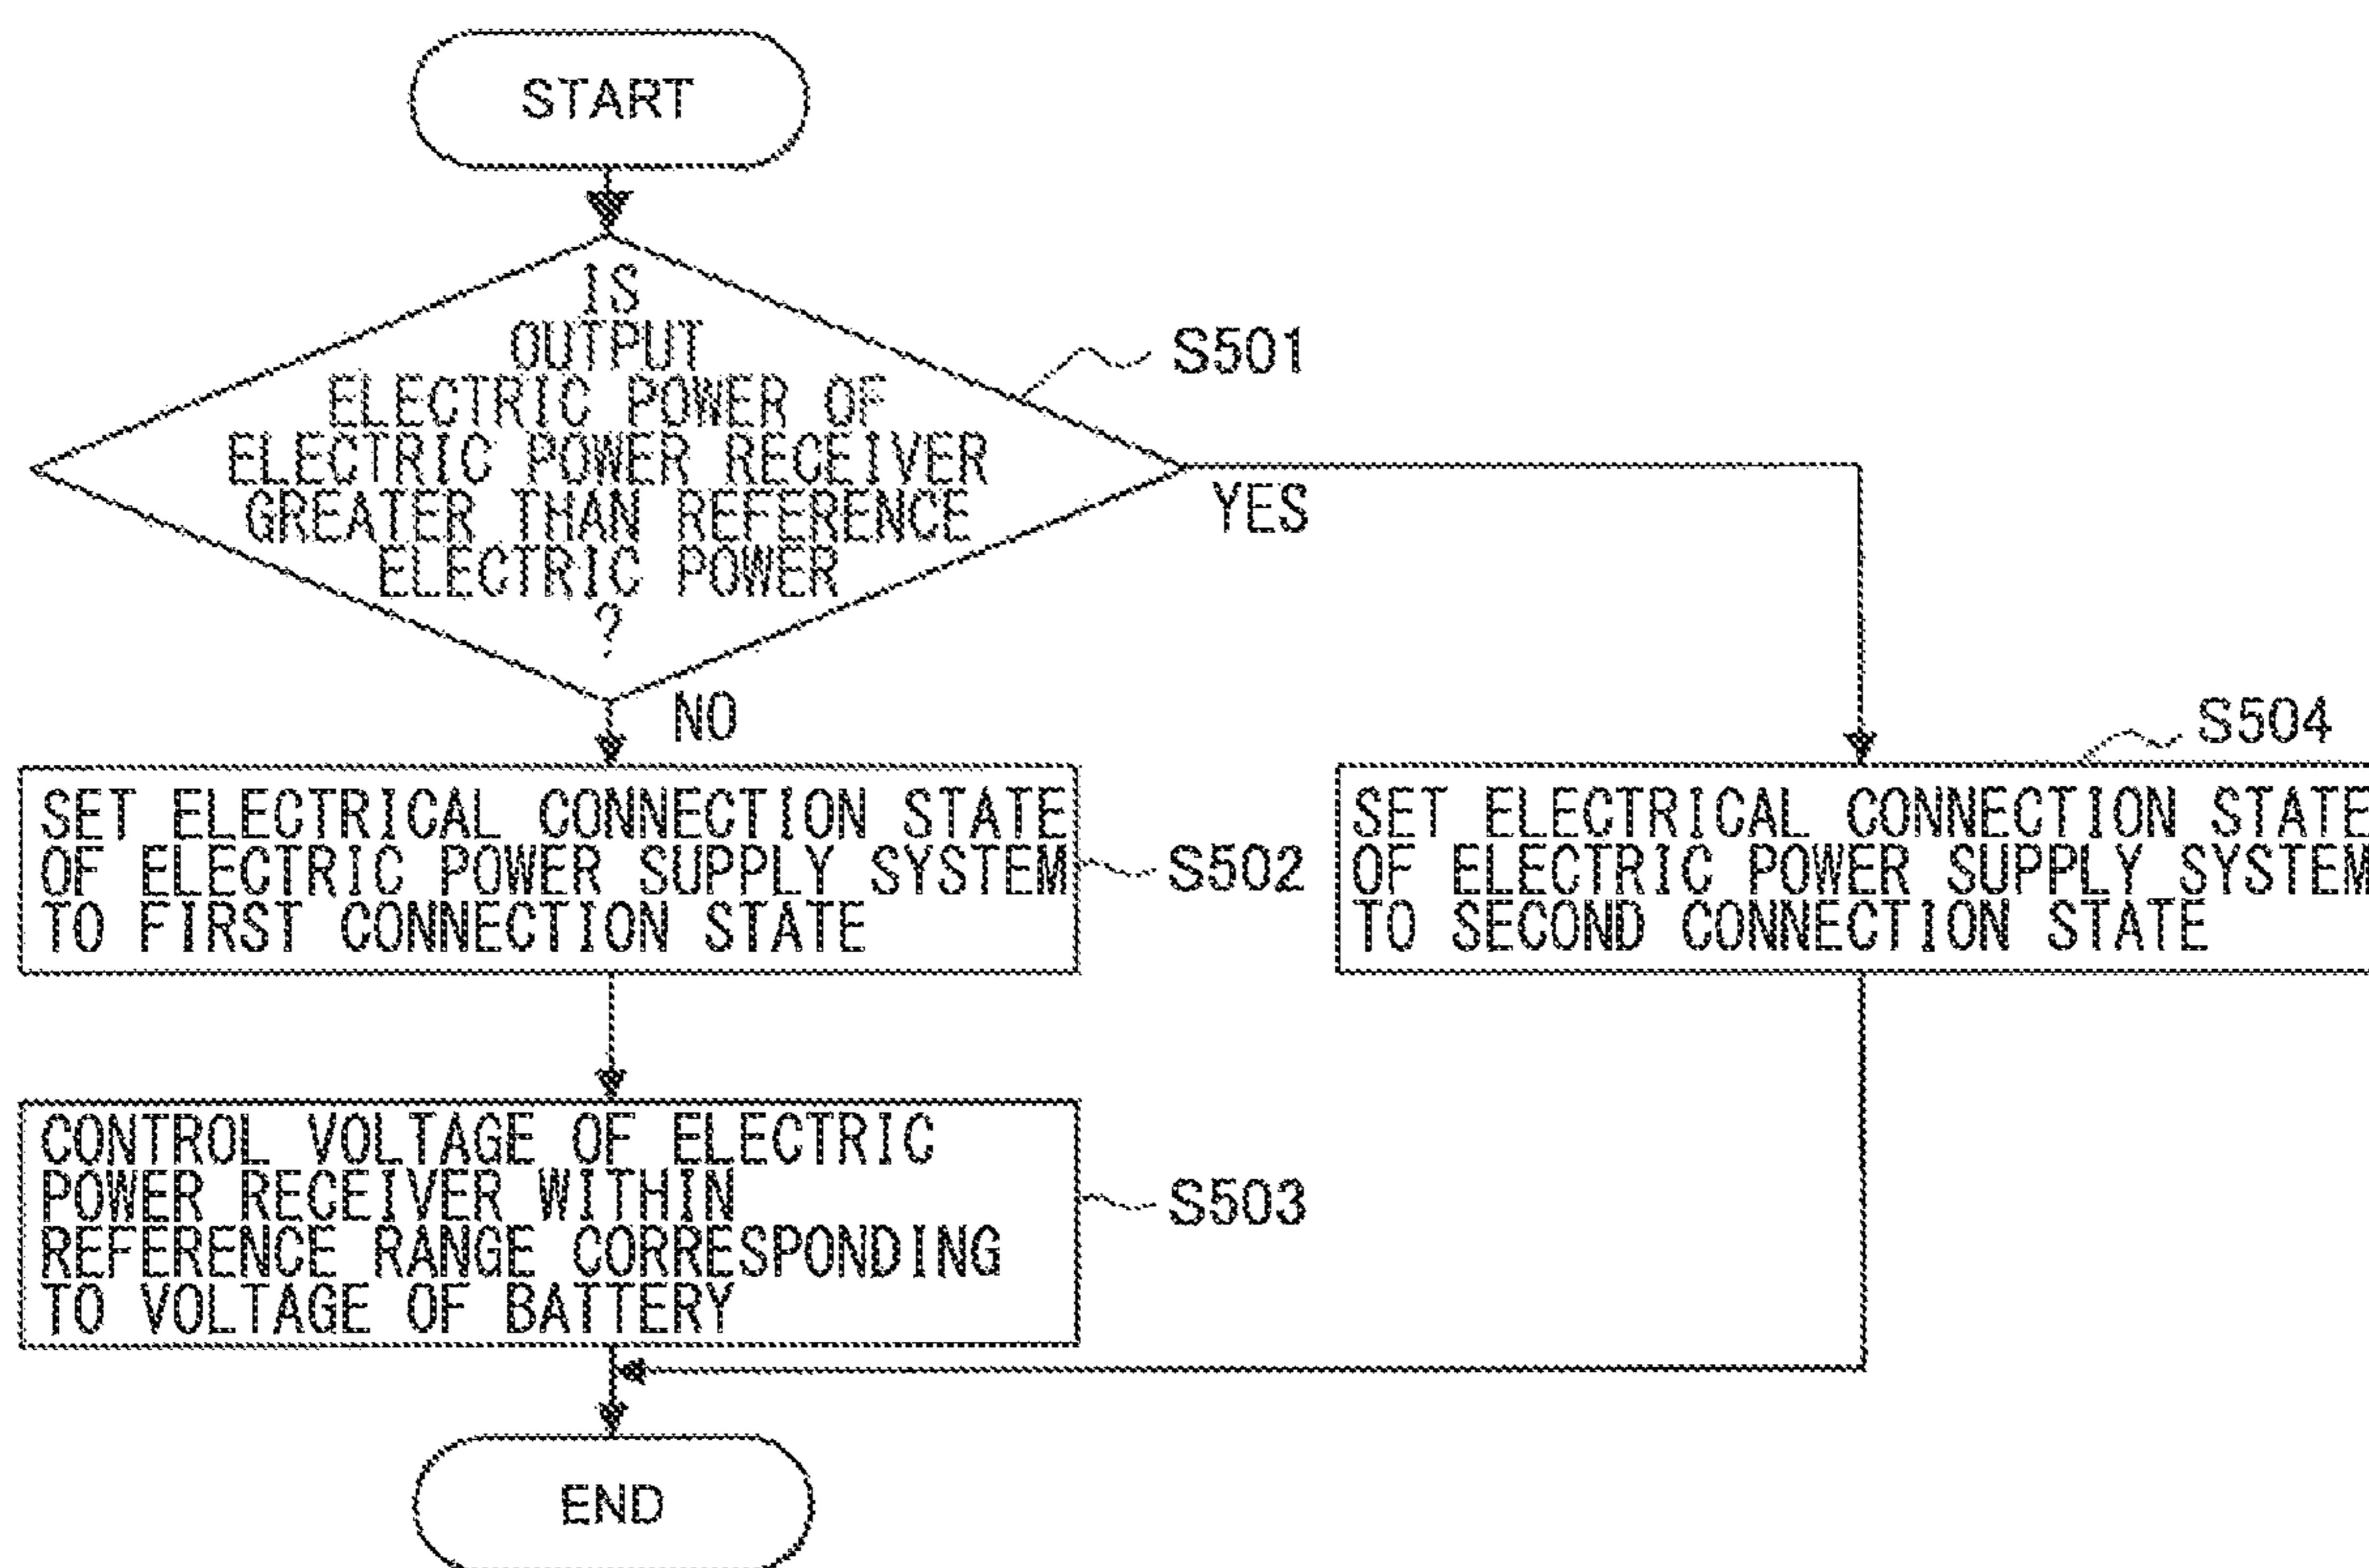 START
IS
OUTPUT
ELECTRIC POWER OF
ELECTRIC POWER RECEIVER
GREATER THAN REFERENCE
ELECTRIC POWER
?
S501
YES
NO
SET ELECTRICAL CONNECTION STATE
OF ELECTRIC POWER SUPPLY SYSTEM
TO FIRST CONNECTION STATE
S502
S504
SET ELECTRICAL CONNECTION STATE
OF ELECTRIC POWER SUPPLY SYSTEM
TO SECOND CONNECTION STATE
CONTROL VOLTAGE OF ELECTRIC
POWER RECEIVER WITHIN
REFERENCE RANGE CORRESPONDING
TO VOLTAGE OF BATTERY
S503
END